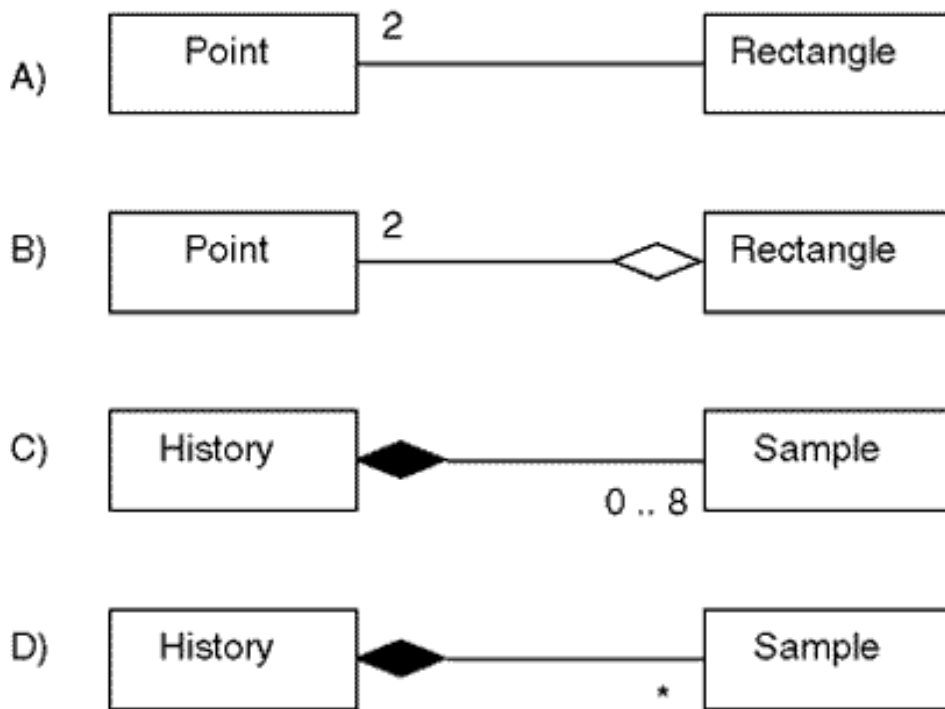 A) Point 2 Rectangle
B) Point 2 Rectangle
C) History 0 .. 8 Sample
D) History * Sample